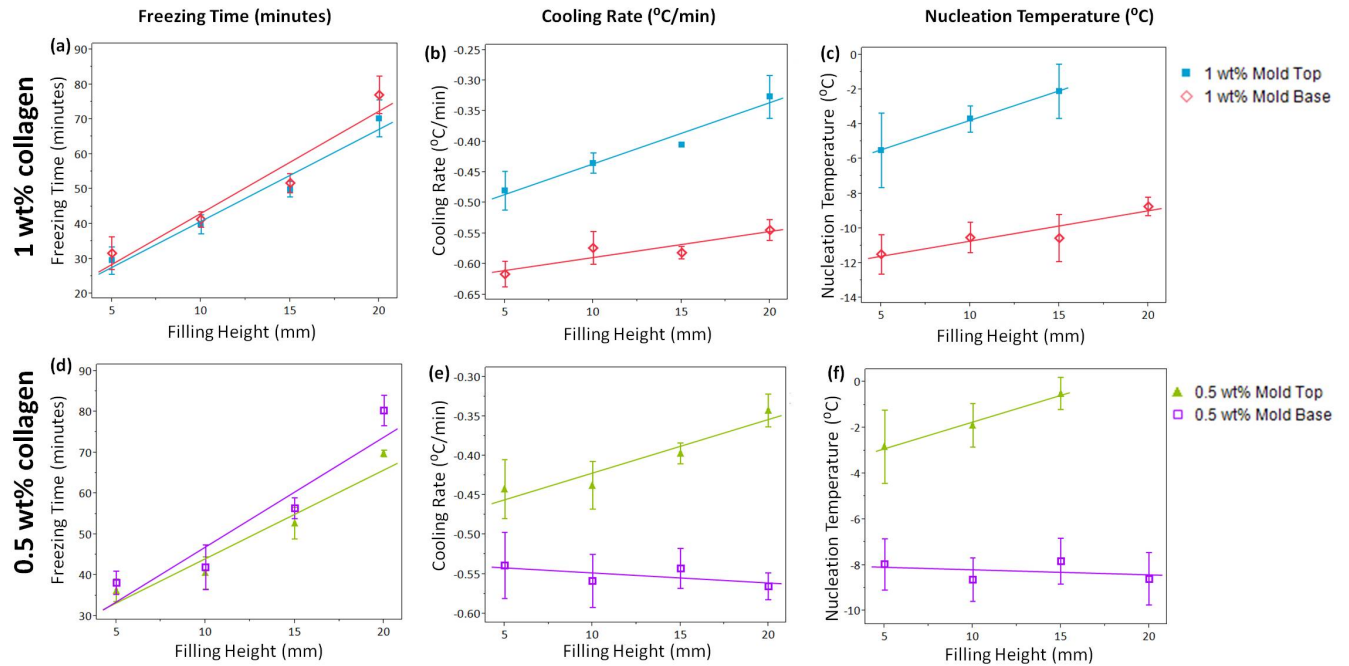 Freezing Time (minutes)
Cooling Rate (⁰C/min)
Nucleation Temperature (⁰C)
1 wt% collagen
(a)
Freezing Time (minutes)
90
80
70
60
50
40
30
20
5 10 15 20
Filling Height (mm)
(b)
Cooling Rate (⁰C/min)
-0.25
-0.30
-0.35
-0.40
-0.45
-0.50
-0.55
-0.60
-0.65
5 10 15 20
Filling Height (mm)
(c)
Nucleation Temperature (⁰C)
0
-2
-4
-6
-8
-10
-12
-14
5 10 15 20
Filling Height (mm)
1 wt% Mold Top
1 wt% Mold Base
0.5 wt% collagen
(d)
Freezing Time (minutes)
90
80
70
60
50
40
30
5 10 15 20
Filling Height (mm)
(e)
Cooling Rate (⁰C/min)
-0.30
-0.35
-0.40
-0.45
-0.50
-0.55
-0.60
5 10 15 20
Filling Height (mm)
(f)
Nucleation Temperature (⁰C)
0
-2
-4
-6
-8
-10
5 10 15 20
Filling Height (mm)
0.5 wt% Mold Top
0.5 wt% Mold Base